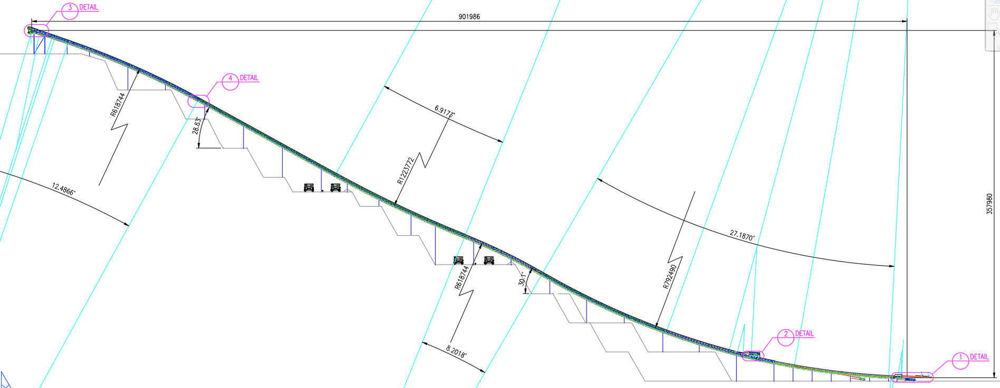 3 DETAIL
901986
4 DETAIL
R618744
28.83°
6.9173°
R1223772
12.4866°
357980
27.1870°
R618744
30.1°
R792490
8.2018°
2 DETAIL
1 DETAIL